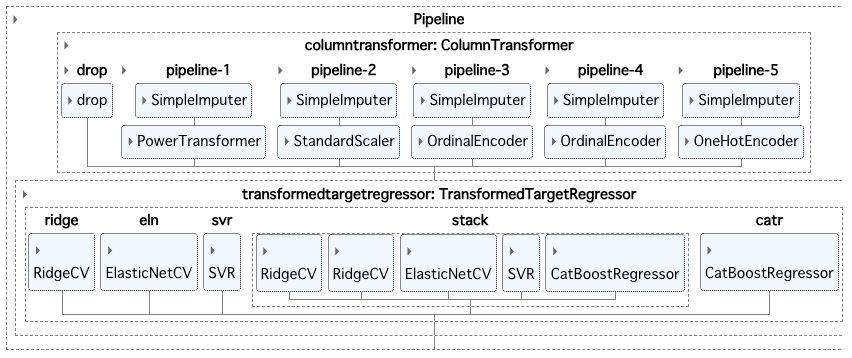 Pipeline
columntransformer: ColumnTransformer
drop pipeline-1 pipeline-2 pipeline-3 pipeline-4 pipeline-5
drop SimpleImputer SimpleImputer SimpleImputer SimpleImputer SimpleImputer
PowerTransformer StandardScaler OrdinalEncoder OrdinalEncoder OneHotEncoder
transformedtargetregressor: TransformedTargetRegressor
ridge eln svr stack catr
RidgeCV ElasticNetCV SVR RidgeCV RidgeCV ElasticNetCV SVR CatBoostRegressor CatBoostRegressor